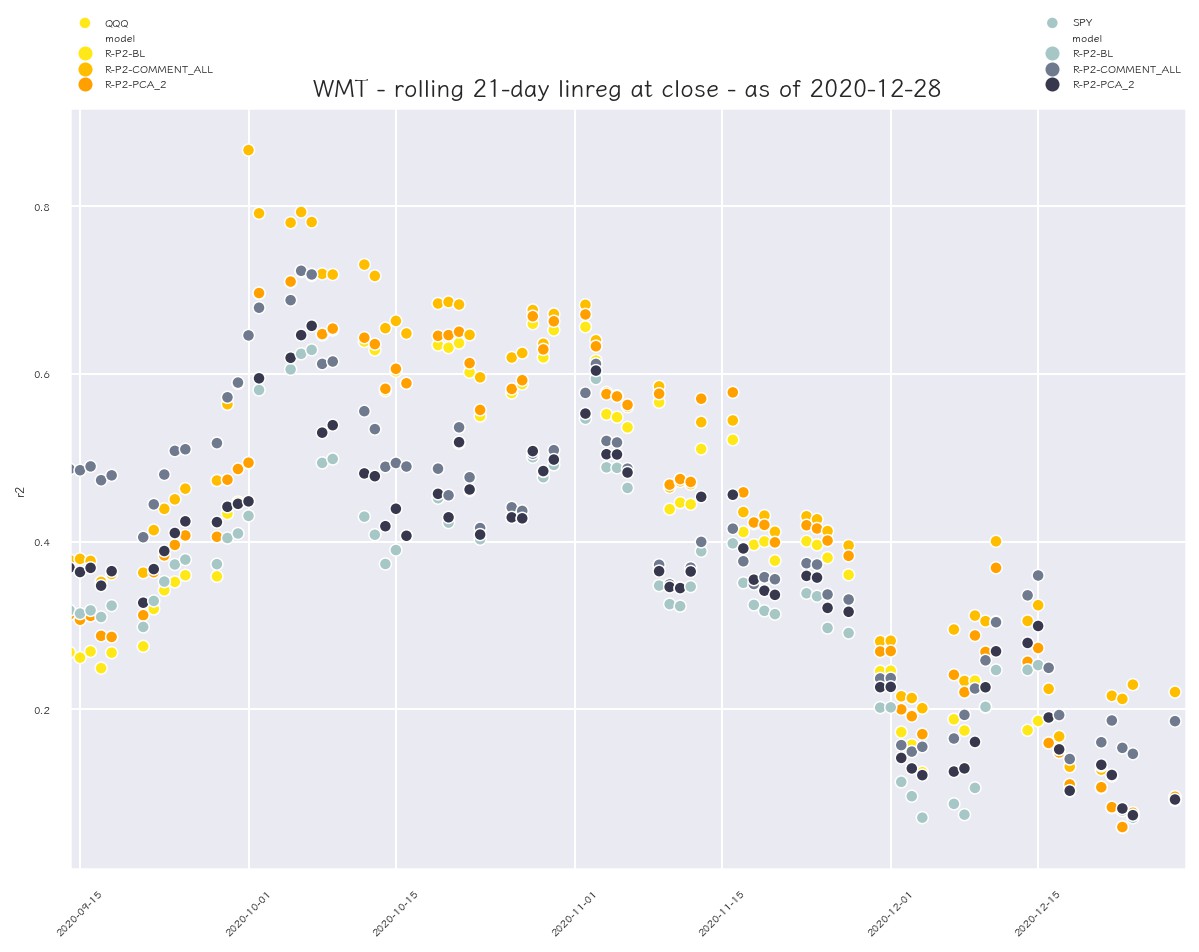 QQQ
model
R-P2-BL
R-P2-COMMENT_ALL
R-P2-PCA_2
SPY
model
R-P2-BL
R-P2-COMMENT_ALL
R-P2-PCA_2
WMT - rolling 21-day linreg at close - as of 2020-12-28
0.8
0.6
0.4
0.2
r2
2020-09-15
2020-10-01
2020-10-15
2020-11-01
2020-11-15
2020-12-01
2020-12-15